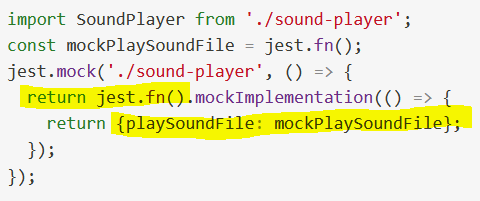 import SoundPlayer from './sound-player';
const mockPlaySoundFile = jest.fn();
jest.mock('./sound-player', () => {
  return jest.fn().mockImplementation(() => {
    return {playSoundFile: mockPlaySoundFile};
  });
});